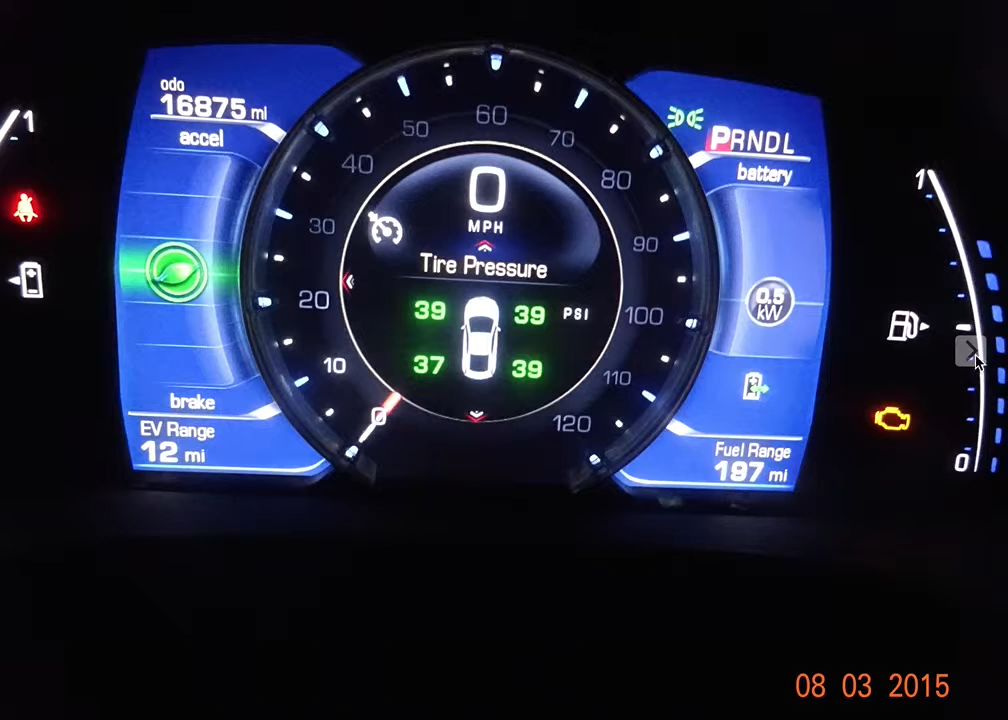 odo
16875 mi
accel
brake
EV Range
12 mi
1
0
10
20
30
40
50
60
70
80
90
100
110
120
0
MPH
Tire Pressure
39 39 PSI
37 39
PRNDL
battery
0.5
kW
Fuel Range
197 mi
1
0
08 03 2015